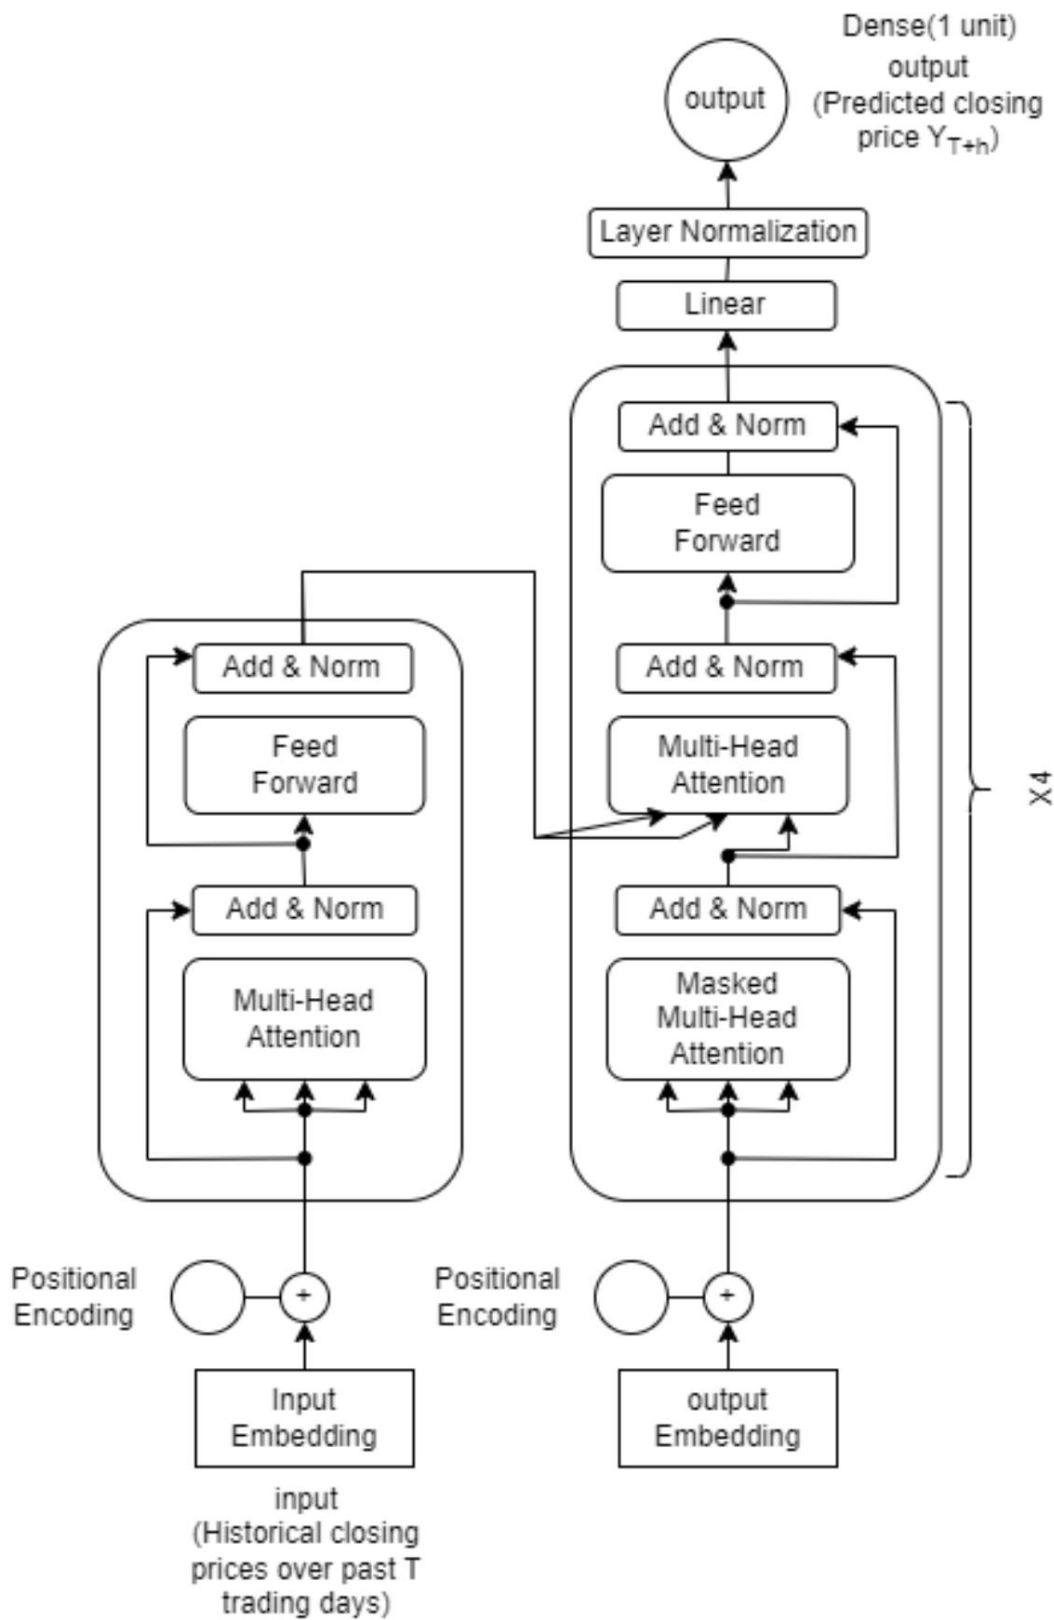 Dense(1 unit)
output
(Predicted closing
price Y_{T+h})
output
Layer Normalization
Linear
Add & Norm
Feed
Forward
Add & Norm
Multi-Head
Attention
Add & Norm
Masked
Multi-Head
Attention
X 4
Add & Norm
Feed
Forward
Add & Norm
Multi-Head
Attention
Positional
Encoding
+
Positional
Encoding
+
Input
Embedding
output
Embedding
input
(Historical closing
prices over past T
trading days)